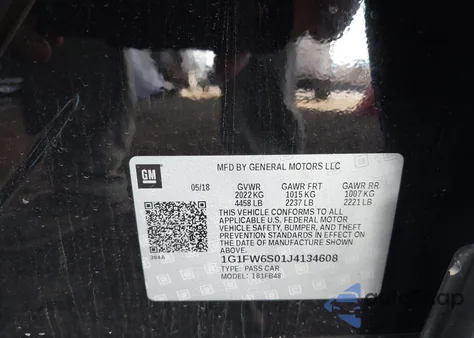 MFD BY GENERAL MOTORS LLC
GM
05/18 GVWR GAWR FRT GAWR RR
2022 KG 1015 KG 1007 KG
4458 LB 2237 LB 2221 LB
THIS VEHICLE CONFORMS TO ALL
APPLICABLE U.S. FEDERAL MOTOR
VEHICLE SAFETY, BUMPER, AND THEFT
PREVENTION STANDARDS IN EFFECT ON
THE DATE OF MANUFACTURE SHOWN
ABOVE.
394A
1G1FW6S01J4134608
TYPE: PASS CAR
MODEL: 1B1FB48